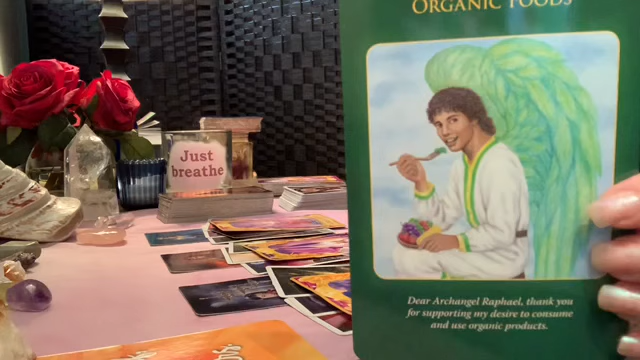 ORGANIC FOODS
Just
breathe
Dear Archangel Raphael, thank you
for supporting my desire to consume
and use organic products.